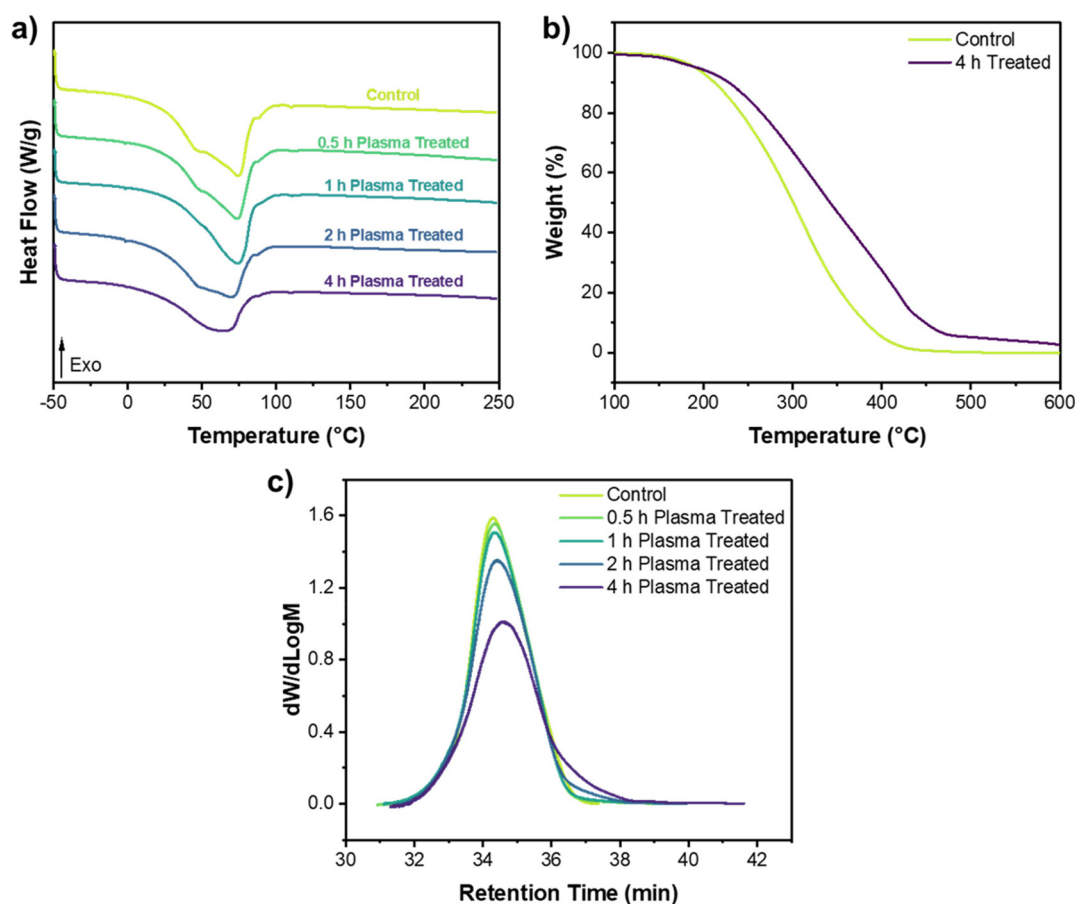 a)
Heat Flow (W/g)
Control
0.5 h Plasma Treated
1 h Plasma Treated
2 h Plasma Treated
4 h Plasma Treated
Exo
-50 0 50 100 150 200 250
Temperature (°C)
b)
Weight (%)
Control
4 h Treated
100
80
60
40
20
0
100 200 300 400 500 600
Temperature (°C)
c)
dW/dLogM
Control
0.5 h Plasma Treated
1 h Plasma Treated
2 h Plasma Treated
4 h Plasma Treated
1.6
1.2
0.8
0.4
0.0
30 32 34 36 38 40 42
Retention Time (min)